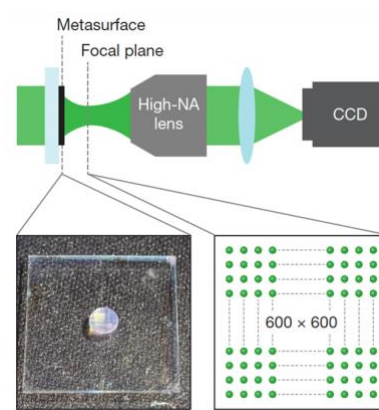 Metasurface
Focal plane
High-NA
lens
CCD
600 × 600